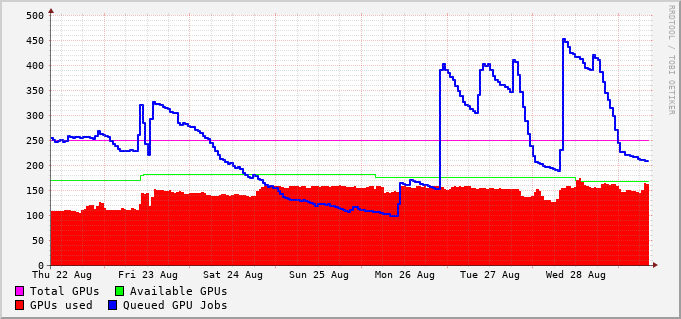 500
450
400
350
300
250
200
150
100
50
0
Thu 22 Aug Fri 23 Aug Sat 24 Aug Sun 25 Aug Mon 26 Aug Tue 27 Aug Wed 28 Aug
Total GPUs Available GPUs
GPUs used Queued GPU Jobs
RRDTOOL / TOBI OETIKER